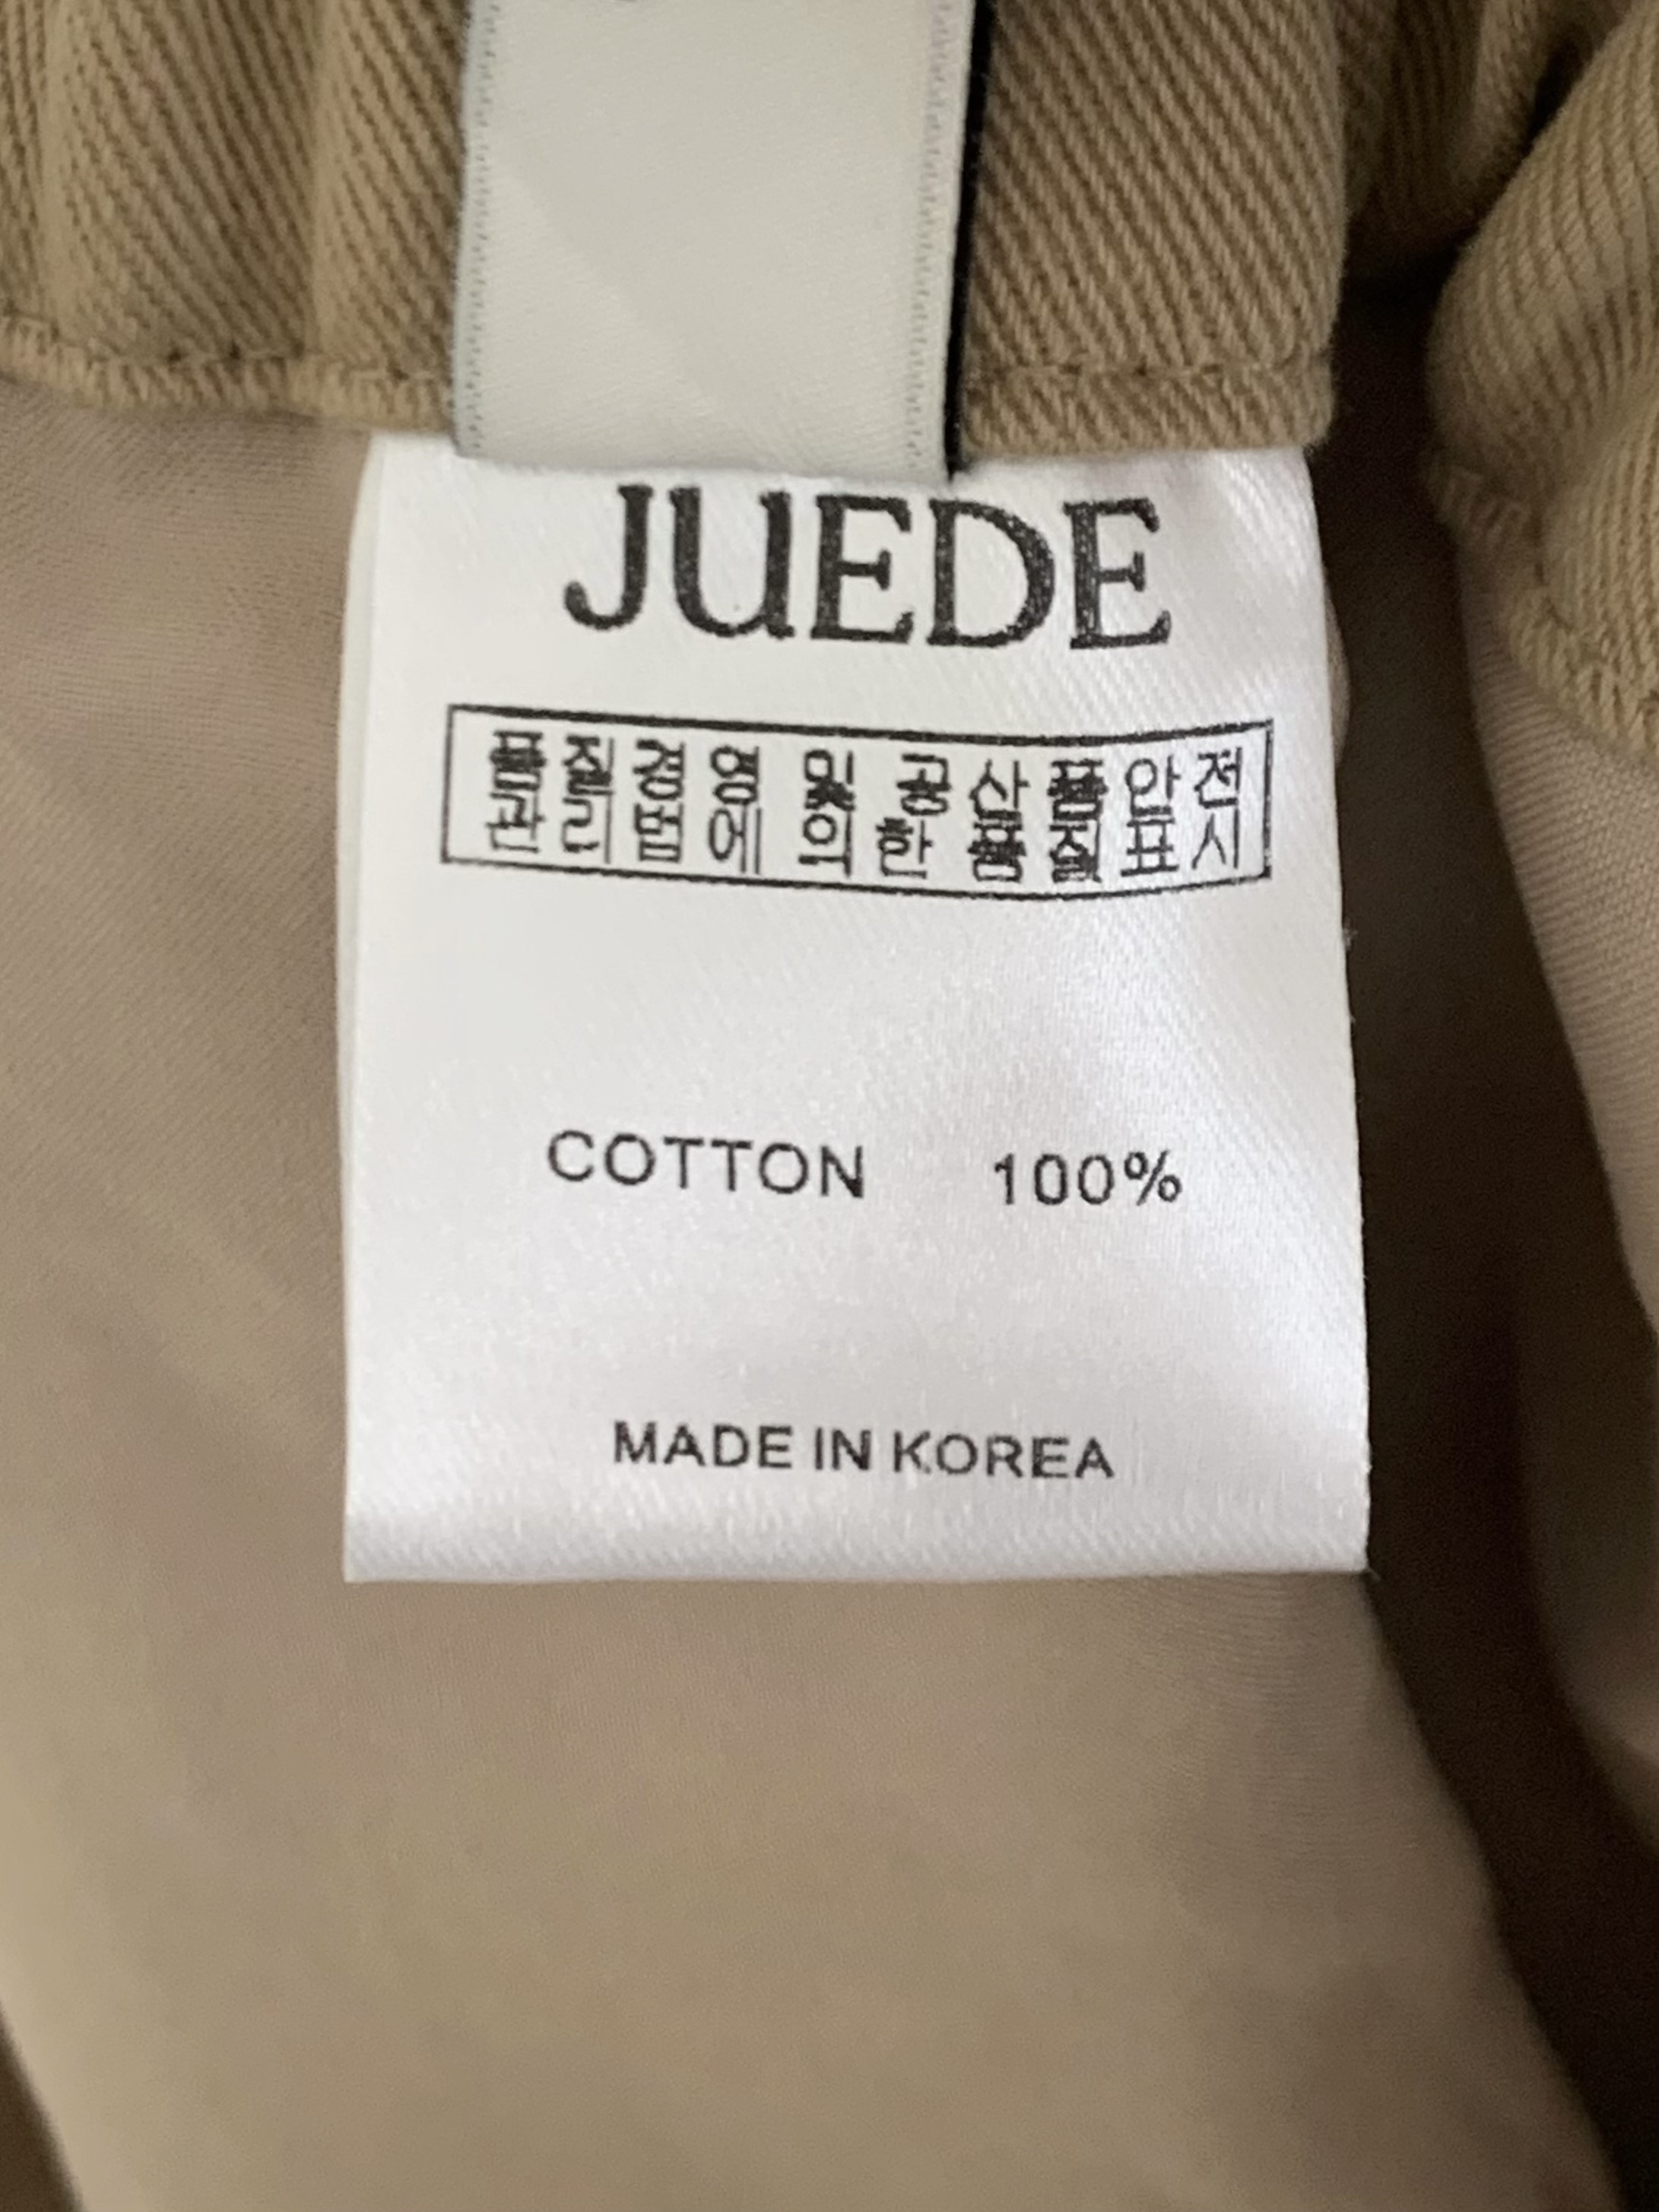 JUEDE
품질경영 및 공산품안전
관리법에 의한 품질표시
COTTON 100%
MADE IN KOREA